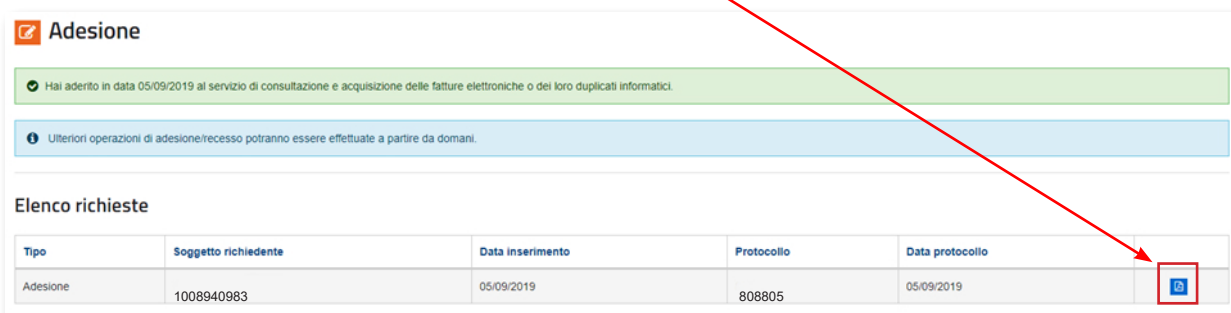 Adesione
Hai aderito in data 05/09/2019 al servizio di consultazione e acquisizione delle fatture elettroniche o dei loro duplicati informatici.
Ulteriori operazioni di adesione/recesso potranno essere effettuate a partire da domani.
Elenco richieste
Tipo Soggetto richiedente Data inserimento Protocollo Data protocollo
Adesione 1008940983 05/09/2019 808805 05/09/2019